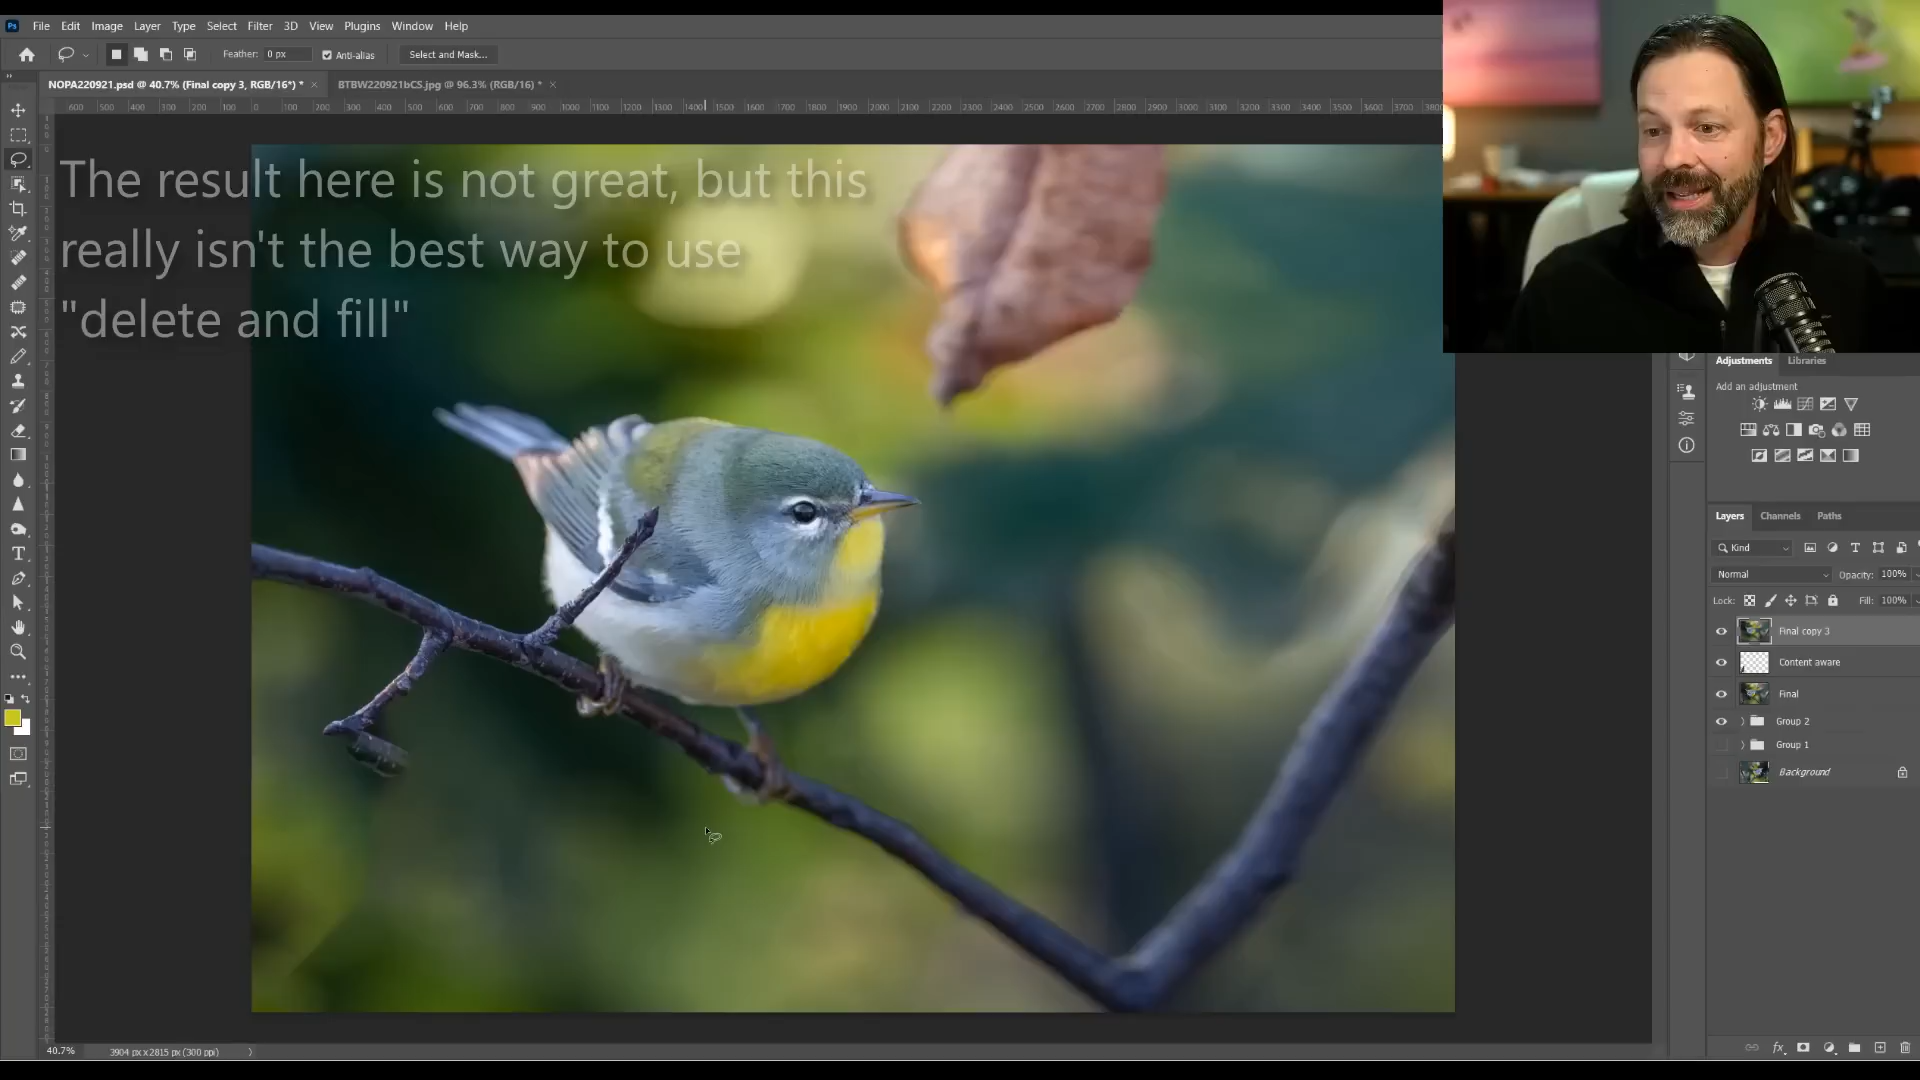 File Edit Image Layer Type Select Filter 3D View Plugins Window Help
Feather: 0 px Anti-alias Select and Mask...
NOPA220921.psd @ 40.7% (Final copy 3, RGB/16*) * × BTBW220921bCS.jpg @ 96.3% (RGB/16) * ×
The result here is not great, but this
really isn't the best way to use
"delete and fill"
Adjustments Libraries
Add an adjustment
Layers Channels Paths
Kind
Normal Opacity: 100%
Lock: Fill: 100%
Final copy 3
Content aware
Final
Group 2
Group 1
Background
40.7% 3904 px x 2815 px (300 ppi)